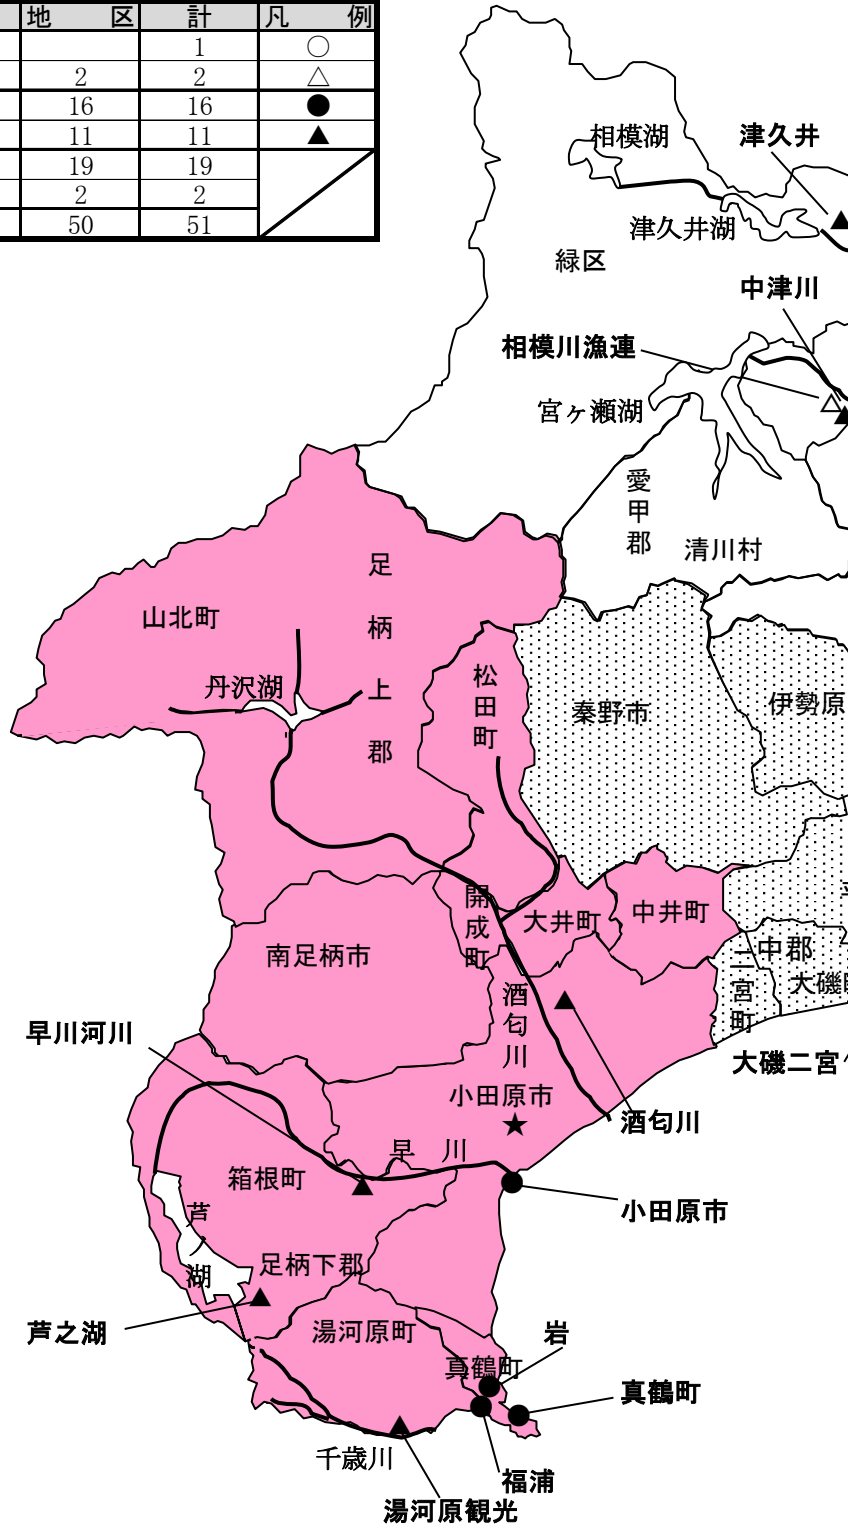 地 区 計 凡 例
1 ○
2 2 △
16 16 ●
11 11 ▲
19 19
2 2
50 51
相模湖
津久井
津久井湖
緑区
中津川
相模川漁連
宮ヶ瀬湖
愛甲郡
清川村
足柄上郡
山北町
丹沢湖
松田町
秦野市
伊勢原
開成町
大井町
中井町
南足柄市
二宮町
中郡
大磯
酒匂川
早川河川
大磯二宮
小田原市
★
酒匂川
早 川
箱根町
小田原市
芦ノ湖
足柄下郡
芦之湖
湯河原町
岩
真鶴町
真鶴町
千歳川
福浦
湯河原観光